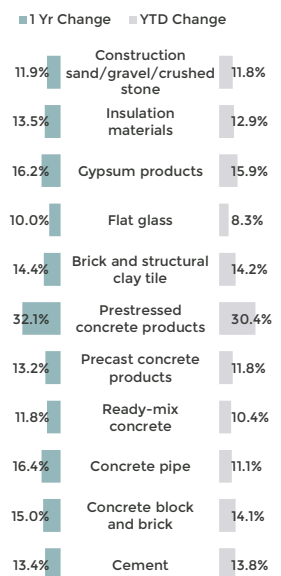 1 Yr Change YTD Change
Construction
11.9% sand/gravel/crushed 11.8%
stone
13.5% Insulation 12.9%
materials
16.2% Gypsum products 15.9%
10.0% Flat glass 8.3%
14.4% Brick and structural 14.2%
clay tile
32.1% Prestressed 30.4%
concrete products
13.2% Precast concrete 11.8%
products
11.8% Ready-mix 10.4%
concrete
16.4% Concrete pipe 11.1%
15.0% Concrete block 14.1%
and brick
13.4% Cement 13.8%